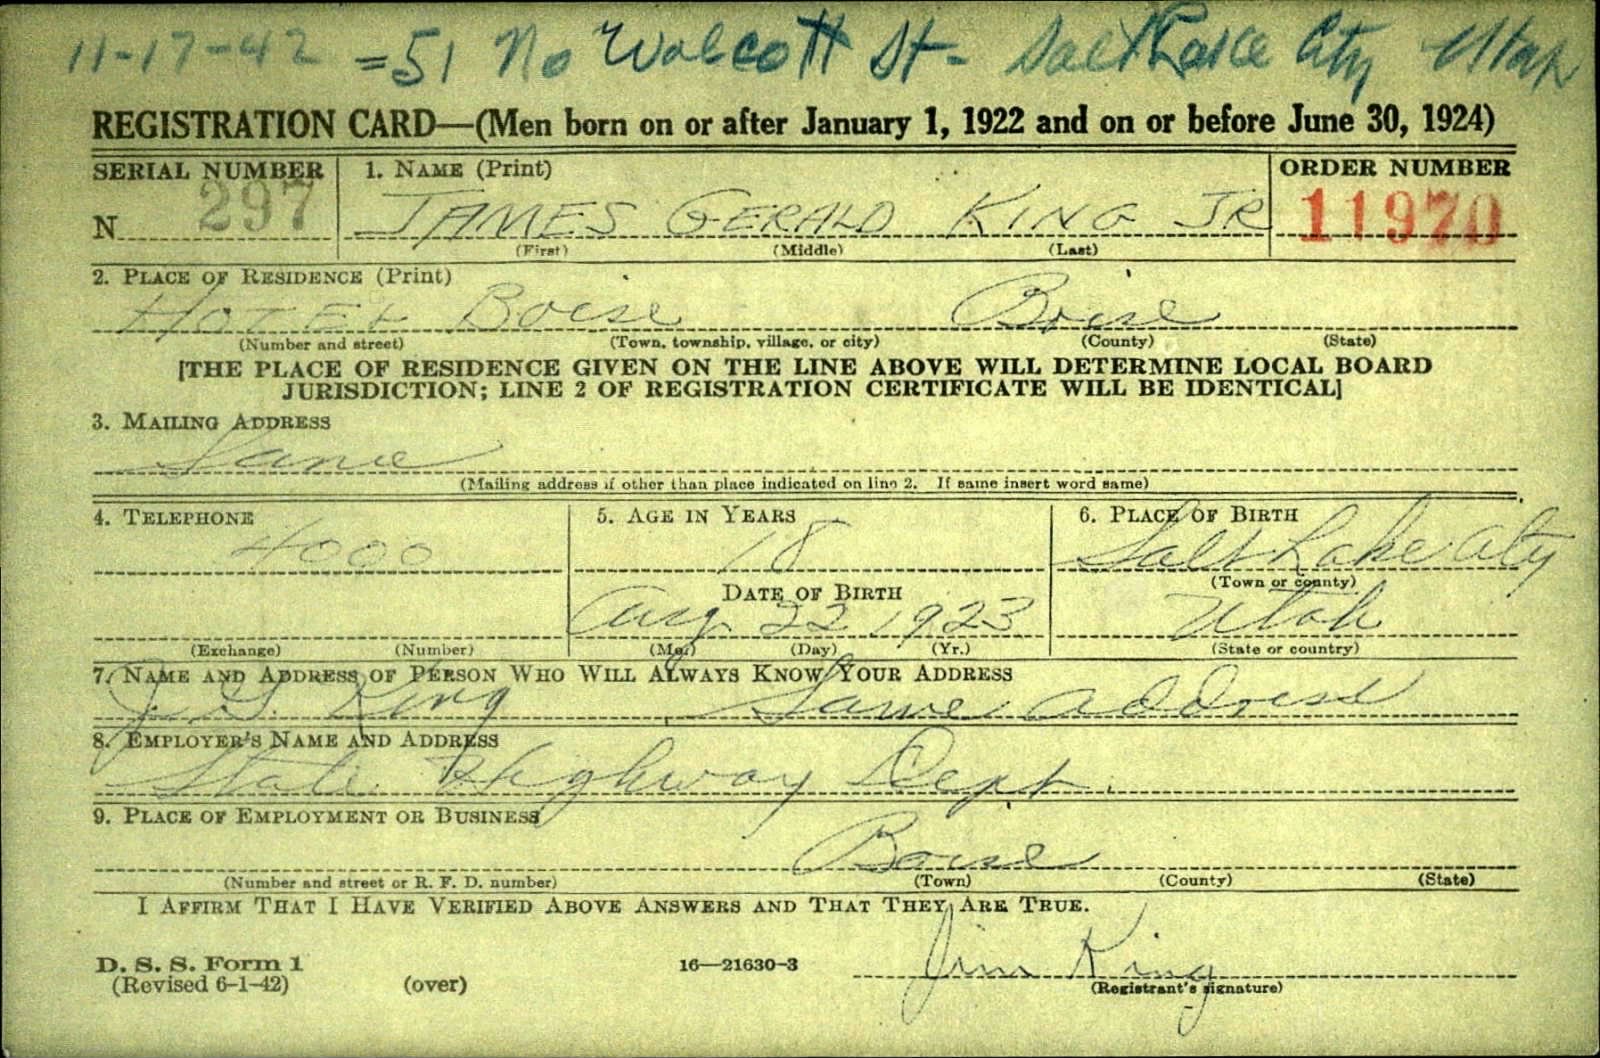 11-17-42 = 51 No Wolcott St - Salt Lake City Utah
REGISTRATION CARD—(Men born on or after January 1, 1922 and on or before June 30, 1924)
SERIAL NUMBER 1. NAME (Print) ORDER NUMBER
N 297 JAMES GERALD KING JR 11970
(First) (Middle) (Last)
2. PLACE OF RESIDENCE (Print)
HOTEL Boise Boise
(Number and street) (Town, township, village, or city) (County) (State)
[THE PLACE OF RESIDENCE GIVEN ON THE LINE ABOVE WILL DETERMINE LOCAL BOARD
JURISDICTION; LINE 2 OF REGISTRATION CERTIFICATE WILL BE IDENTICAL]
3. MAILING ADDRESS
Same
(Mailing address if other than place indicated on line 2. If same insert word same)
4. TELEPHONE 5. AGE IN YEARS 6. PLACE OF BIRTH
4000 18 Salt Lake City
(Town or county)
DATE OF BIRTH
Aug. 22 1923 Utah
(Exchange) (Number) (Mo.) (Day) (Yr.) (State or country)
7. NAME AND ADDRESS OF PERSON WHO WILL ALWAYS KNOW YOUR ADDRESS
J. G. King Same address
8. EMPLOYER'S NAME AND ADDRESS
State Highway Dept.
9. PLACE OF EMPLOYMENT OR BUSINESS
Boise
(Number and street or R. F. D. number) (Town) (County) (State)
I AFFIRM THAT I HAVE VERIFIED ABOVE ANSWERS AND THAT THEY ARE TRUE.
D. S. S. Form 1
(Revised 6-1-42) (over) 16—21630-3 Jim King
(Registrant's signature)